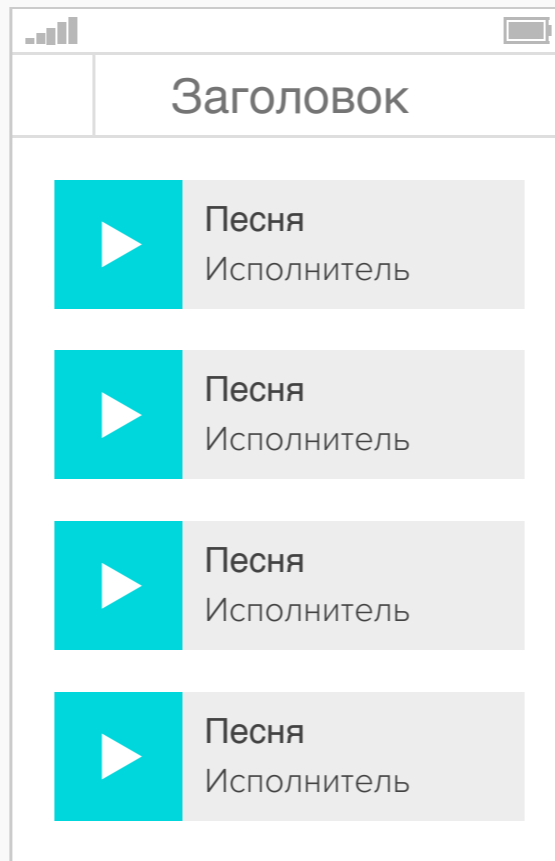 Заголовок
Песня
Исполнитель
Песня
Исполнитель
Песня
Исполнитель
Песня
Исполнитель